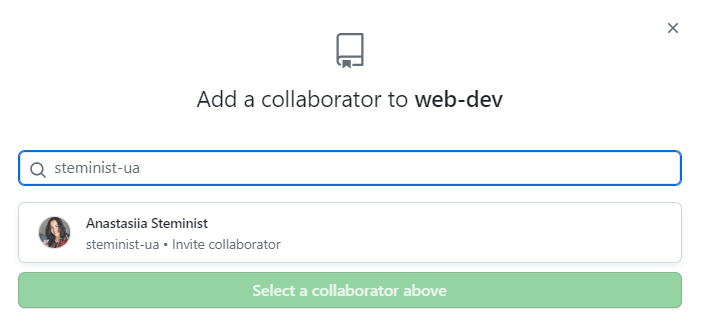 Add a collaborator to web-dev
steminist-ua
Anastasiia Steminist
steminist-ua • Invite collaborator
Select a collaborator above